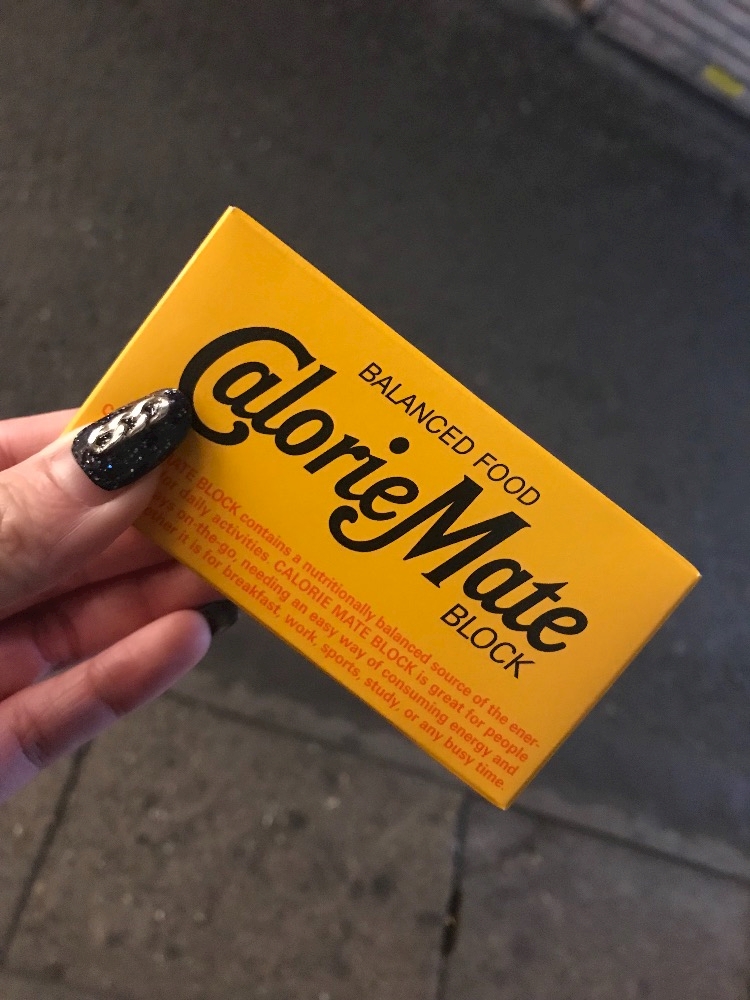 BALANCED FOOD
CalorieMate
BLOCK
MATE BLOCK contains a nutritionally balanced source of the ener-
daily activities. CALORIE MATE BLOCK is great for people
on-the-go, needing an easy way of consuming energy and
it is for breakfast, work, sports, study, or any busy time.